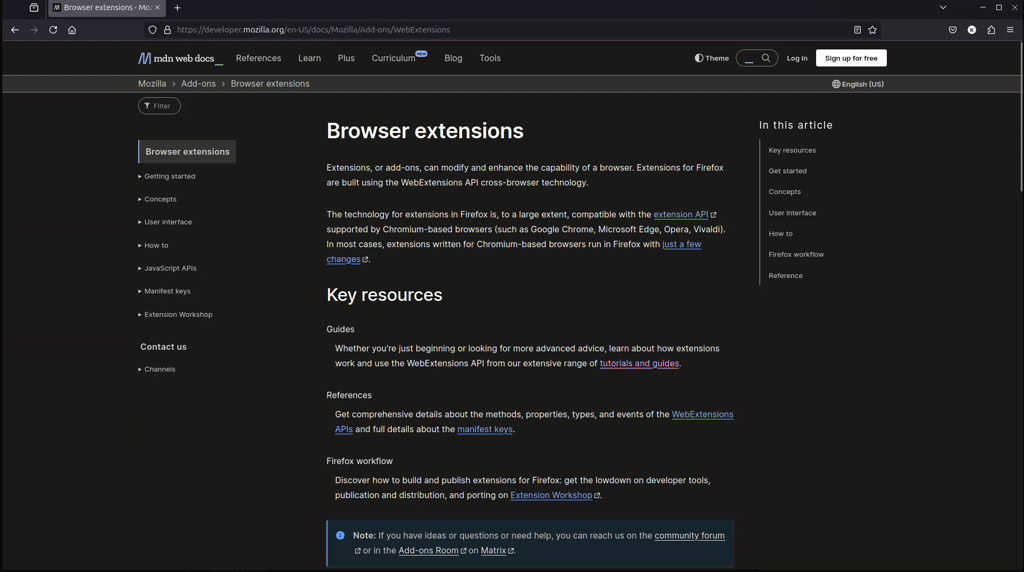 Browser extensions - Moz
https://developer.mozilla.org/en-US/docs/Mozilla/Add-ons/WebExtensions
mdn web docs_
References Learn Plus Curriculum NEW Blog Tools
Theme
Log in
Sign up for free
Mozilla > Add-ons > Browser extensions
English (US)
Filter
Browser extensions
Getting started
Concepts
User interface
How to
JavaScript APIs
Manifest keys
Extension Workshop
Contact us
Channels
Browser extensions
Extensions, or add-ons, can modify and enhance the capability of a browser. Extensions for Firefox
are built using the WebExtensions API cross-browser technology.
The technology for extensions in Firefox is, to a large extent, compatible with the extension API
supported by Chromium-based browsers (such as Google Chrome, Microsoft Edge, Opera, Vivaldi).
In most cases, extensions written for Chromium-based browsers run in Firefox with just a few
changes.
Key resources
Guides
Whether you're just beginning or looking for more advanced advice, learn about how extensions
work and use the WebExtensions API from our extensive range of tutorials and guides.
References
Get comprehensive details about the methods, properties, types, and events of the WebExtensions
APIs and full details about the manifest keys.
Firefox workflow
Discover how to build and publish extensions for Firefox: get the lowdown on developer tools,
publication and distribution, and porting on Extension Workshop.
Note: If you have ideas or questions or need help, you can reach us on the community forum
or in the Add-ons Room on Matrix.
In this article
Key resources
Get started
Concepts
User interface
How to
Firefox workflow
Reference